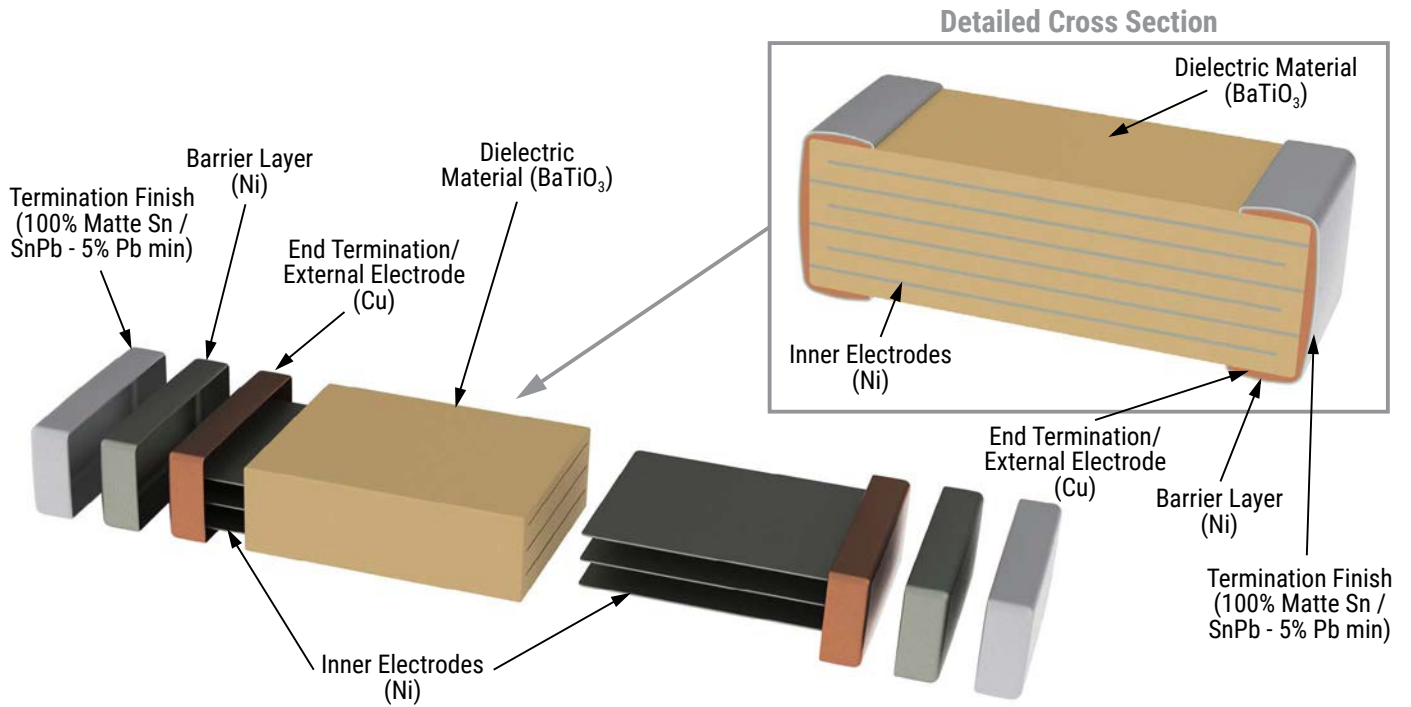 Detailed Cross Section
Dielectric Material
(BaTiO₃)
Inner Electrodes
(Ni)
End Termination/
External Electrode
(Cu)
Barrier Layer
(Ni)
Termination Finish
(100% Matte Sn /
SnPb - 5% Pb min)
Termination Finish
(100% Matte Sn /
SnPb - 5% Pb min)
Barrier Layer
(Ni)
End Termination/
External Electrode
(Cu)
Dielectric
Material (BaTiO₃)
Inner Electrodes
(Ni)